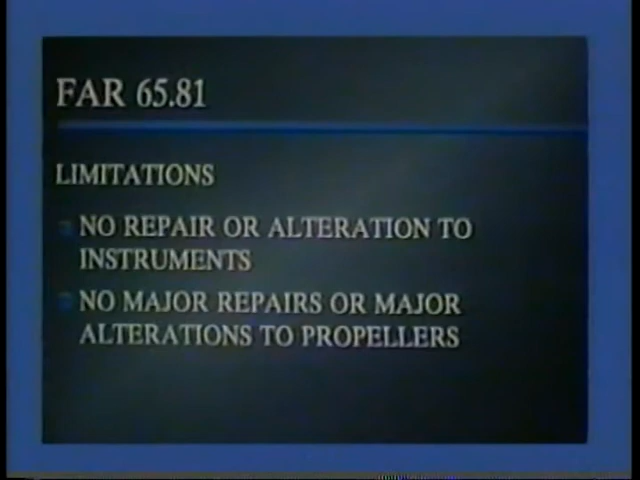 FAR 65.81
LIMITATIONS
NO REPAIR OR ALTERATION TO
INSTRUMENTS
NO MAJOR REPAIRS OR MAJOR
ALTERATIONS TO PROPELLERS